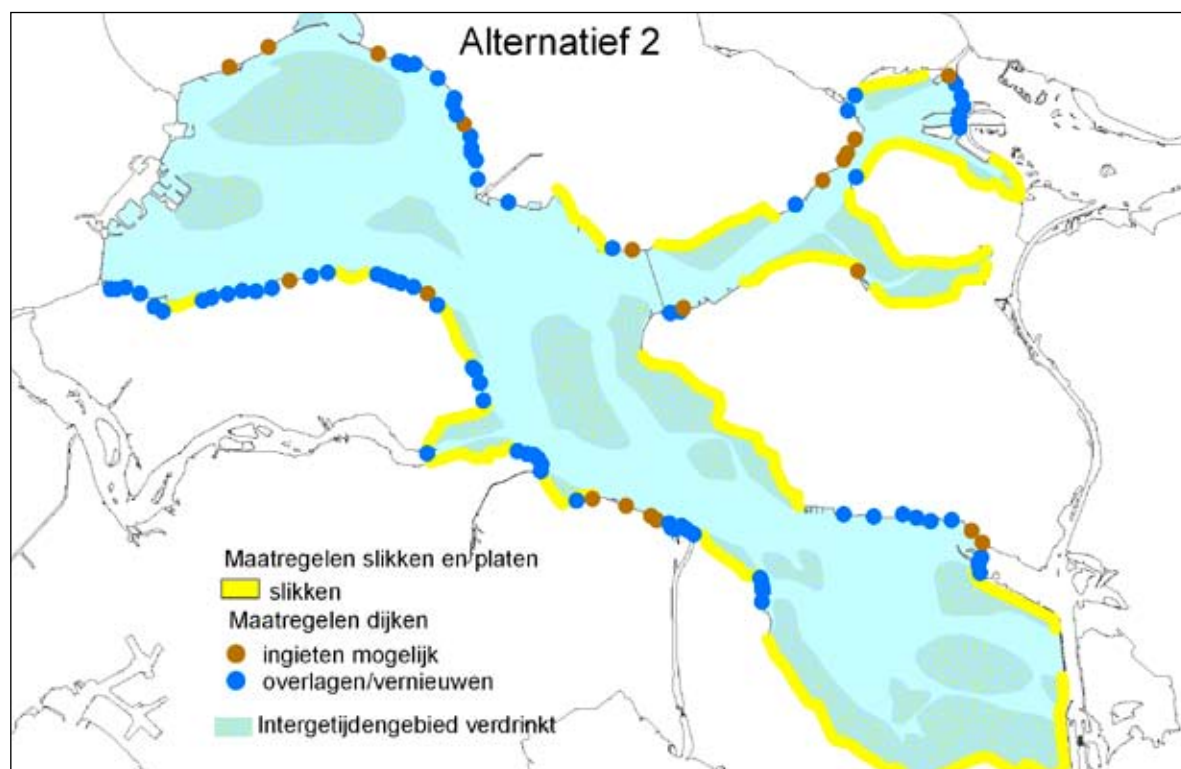 Alternatief 2
Maatregelen slikken en platen
slikken
Maatregelen dijken
ingieten mogelijk
overlagen/vernieuwen
Intergetijdengebied verdrinkt